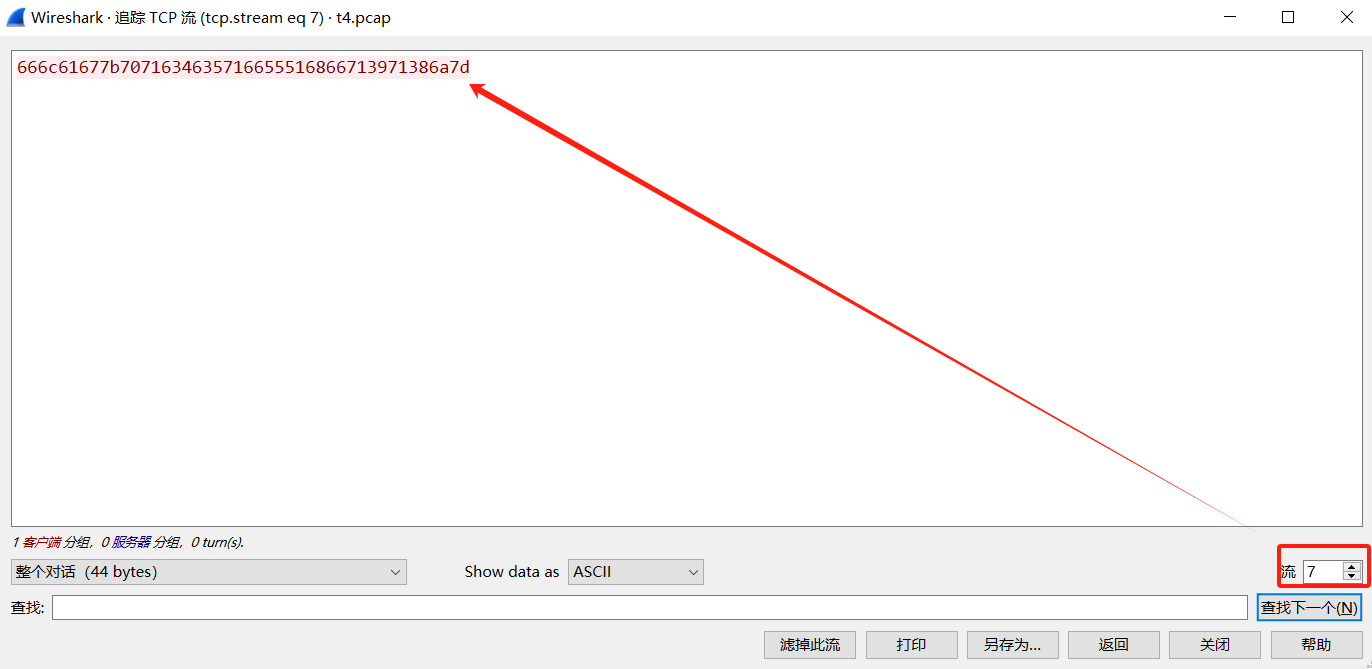 Wireshark · 追踪 TCP 流 (tcp.stream eq 7) · t4.pcap
666c61677b70716346357166555516866713971386a7d
1 客户端 分组, 0 服务器 分组, 0 turn(s).
整个对话 (44 bytes) Show data as ASCII 流 7
查找: 查找下一个(N)
滤掉此流 打印 另存为... 返回 关闭 帮助